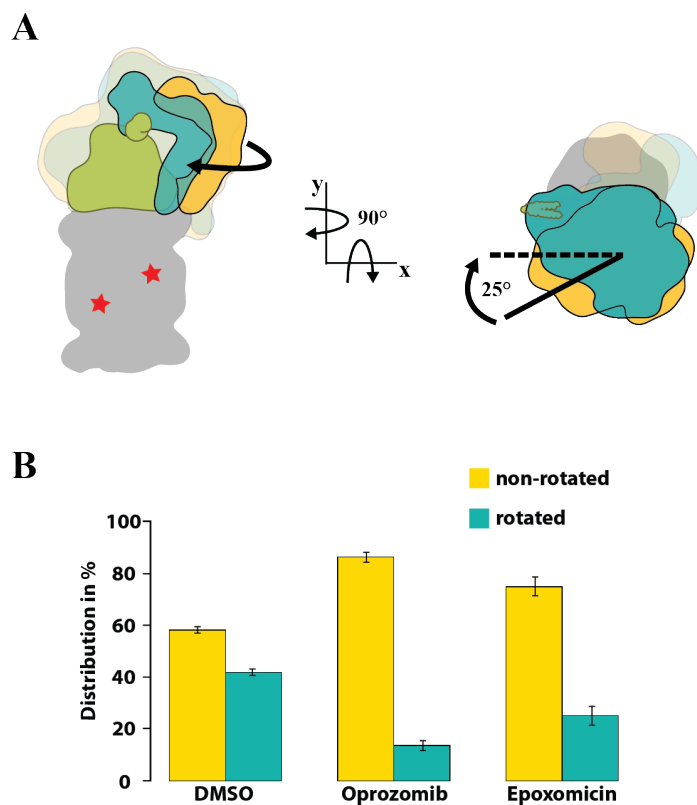 A
y
90°
x
25°
B
non-rotated
rotated
Distribution in %
100
80
60
40
20
0
DMSO
Oprozomib
Epoxomicin